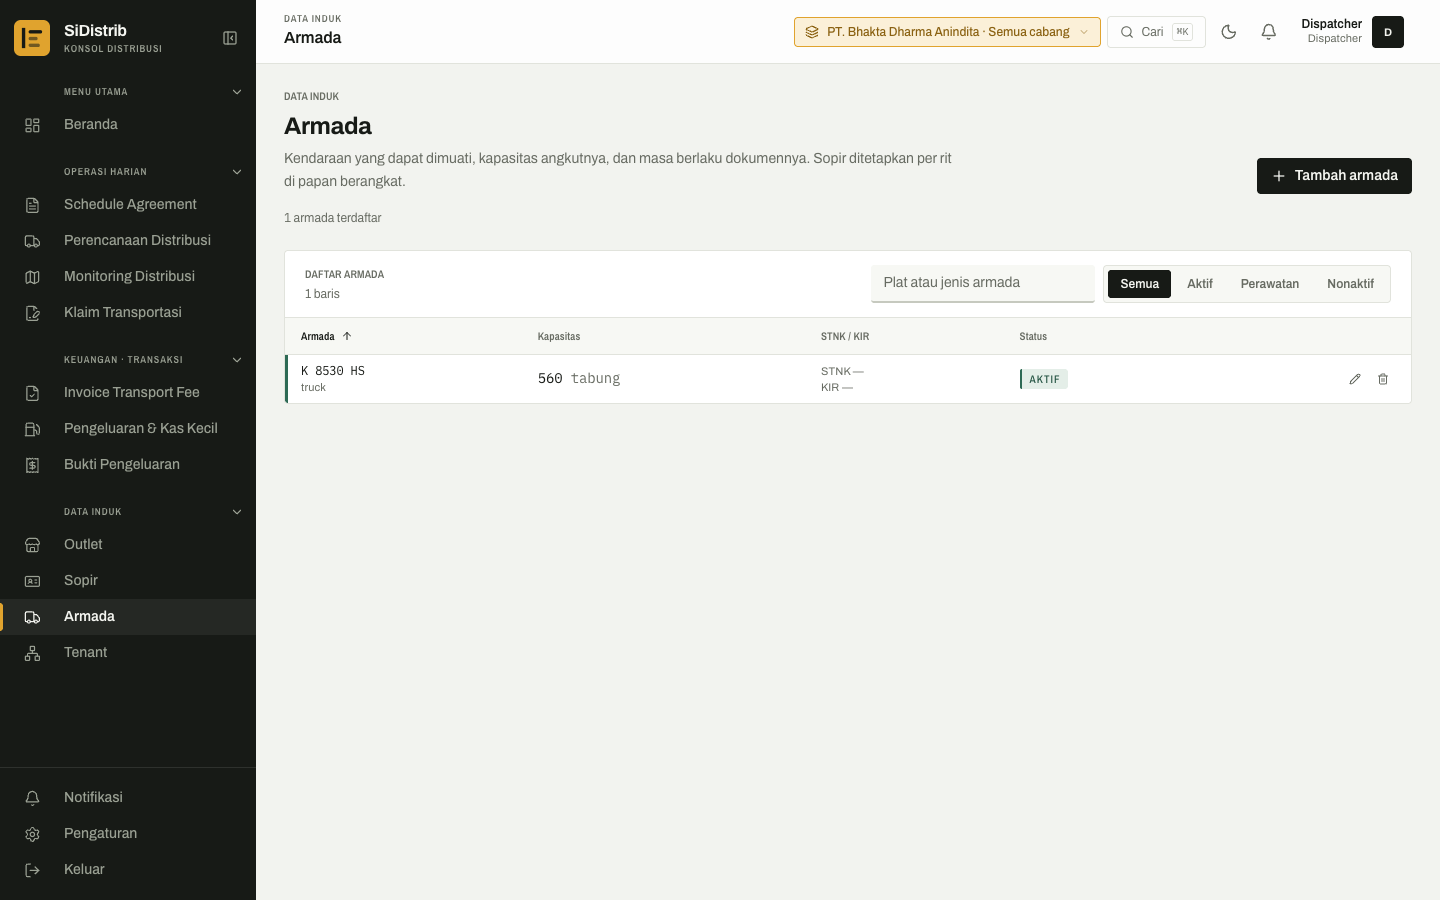 SiDistrib
KONSOL DISTRIBUSI
MENU UTAMA
Beranda
OPERASI HARIAN
Schedule Agreement
Perencanaan Distribusi
Monitoring Distribusi
Klaim Transportasi
KEUANGAN · TRANSAKSI
Invoice Transport Fee
Pengeluaran & Kas Kecil
Bukti Pengeluaran
DATA INDUK
Outlet
Sopir
Armada
Tenant
Notifikasi
Pengaturan
Keluar
DATA INDUK
Armada
PT. Bhakta Dharma Anindita · Semua cabang
Cari ⌘K
Dispatcher
Dispatcher
D
DATA INDUK
Armada
Kendaraan yang dapat dimuati, kapasitas angkutnya, dan masa berlaku dokumennya. Sopir ditetapkan per rit
di papan berangkat.
1 armada terdaftar
Tambah armada
DAFTAR ARMADA
1 baris
Plat atau jenis armada
Semua Aktif Perawatan Nonaktif
Armada Kapasitas STNK / KIR Status
K 8530 HS
truck
560 tabung
STNK —
KIR —
AKTIF